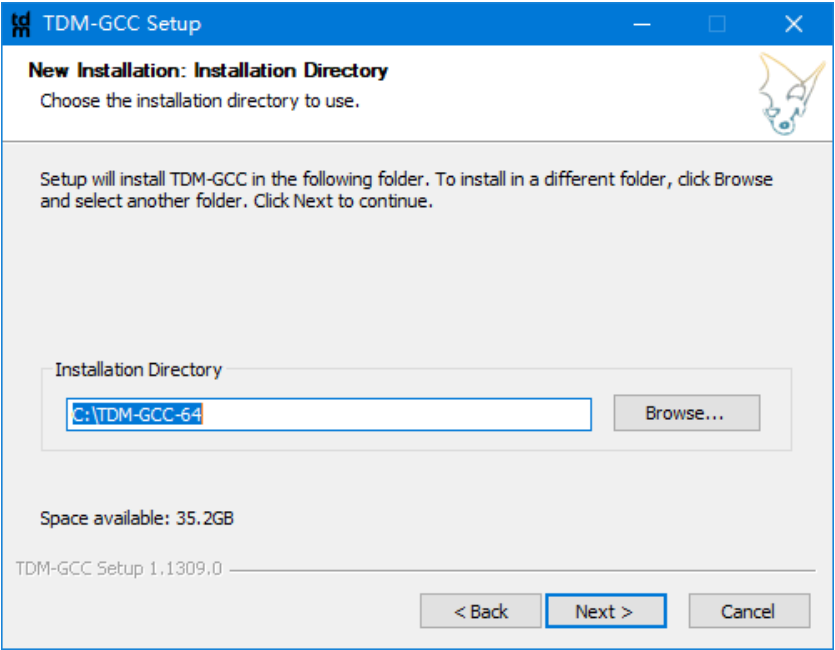 tdm
TDM-GCC Setup
New Installation: Installation Directory
Choose the installation directory to use.
Setup will install TDM-GCC in the following folder. To install in a different folder, click Browse
and select another folder. Click Next to continue.
Installation Directory
C:\TDM-GCC-64
Browse...
Space available: 35.2GB
TDM-GCC Setup 1.1309.0
< Back
Next >
Cancel